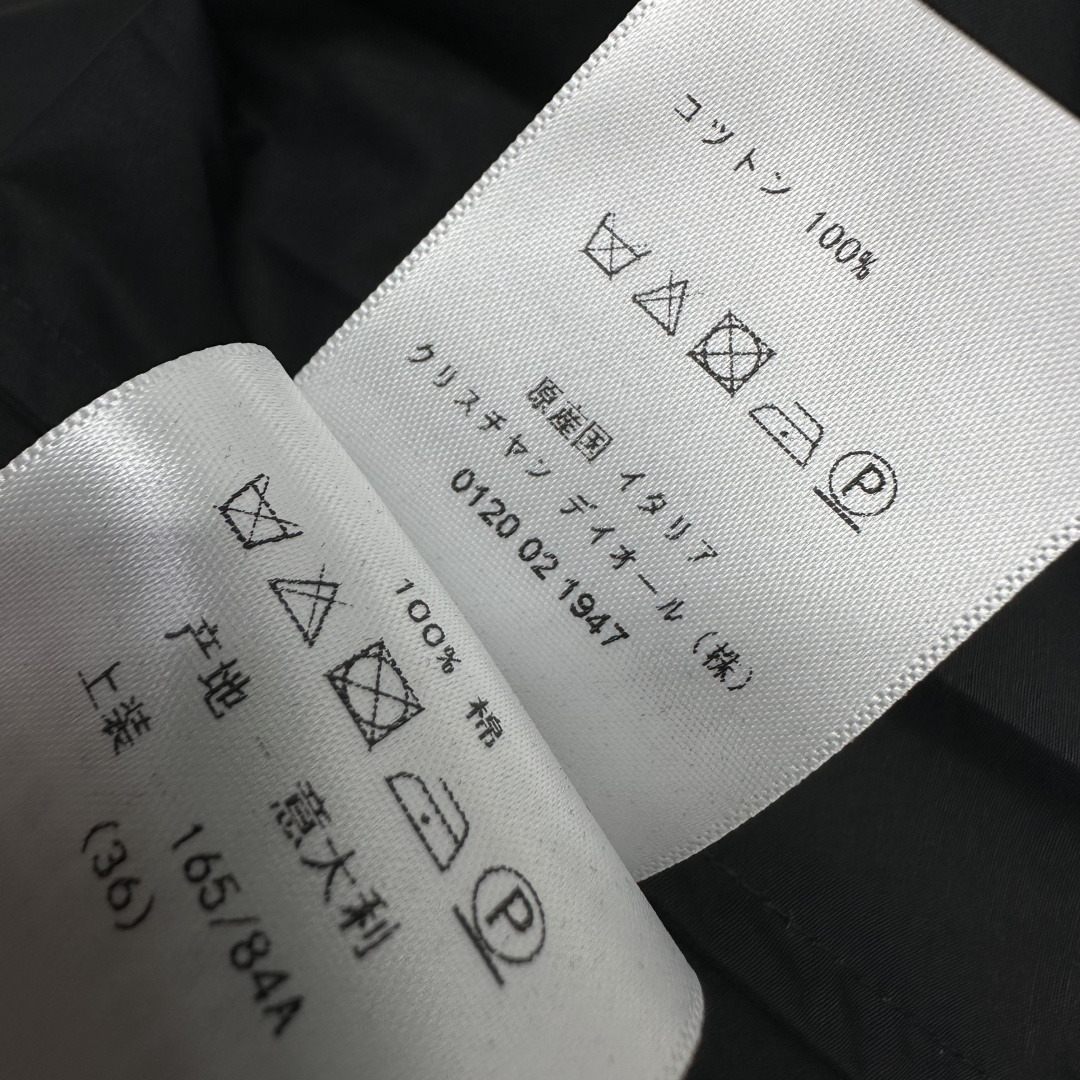 コットン 100%
P
原産国 イタリア
クリスチャン ディオール (株)
0120 02 1947
100% 棉
P
产地 意大利
上装 165/84A
(36)